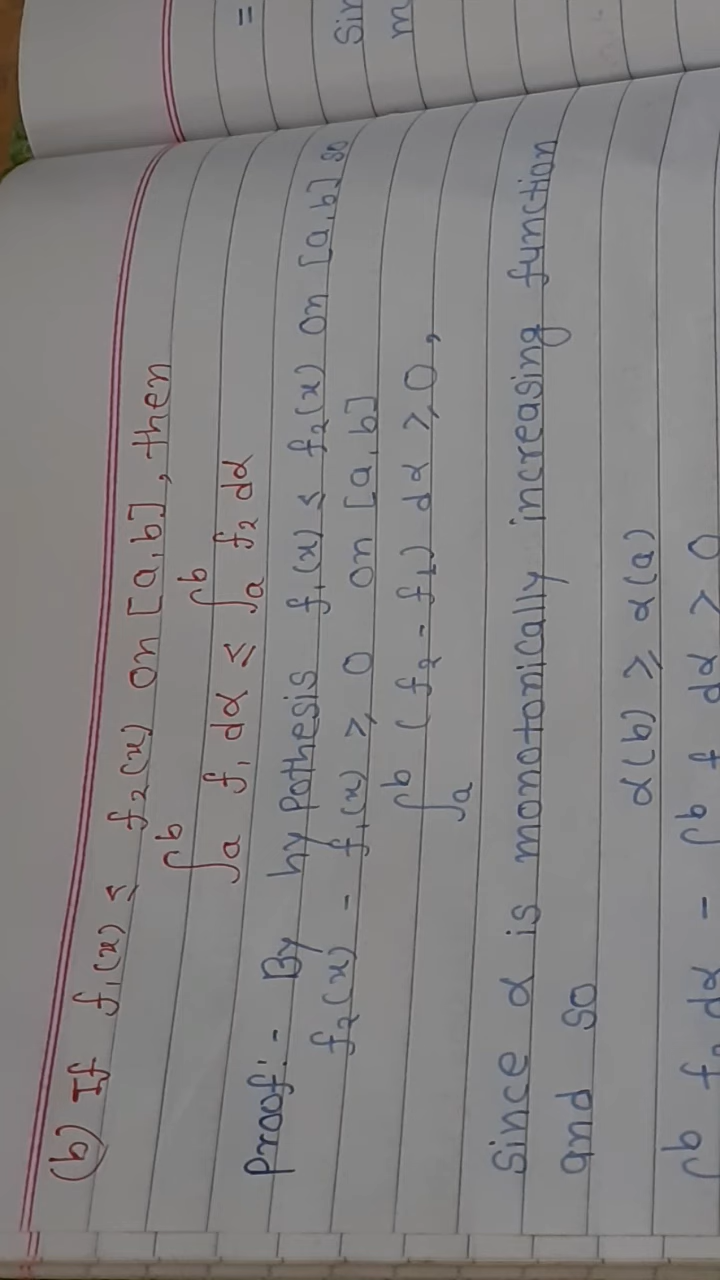 (b) If f₁(x) ≤ f₂(x) on [a,b], then
∫ₐᵇ f₁ dα ≤ ∫ₐᵇ f₂ dα
Proof:- By hypothesis f₁(x) ≤ f₂(x) on [a,b] so
f₂(x) - f₁(x) ≥ 0 on [a,b]
∫ₐᵇ (f₂ - f₁) dα ≥ 0,
Since α is monotonically increasing function
and so
α(b) ≥ α(a)
=
Sin
m